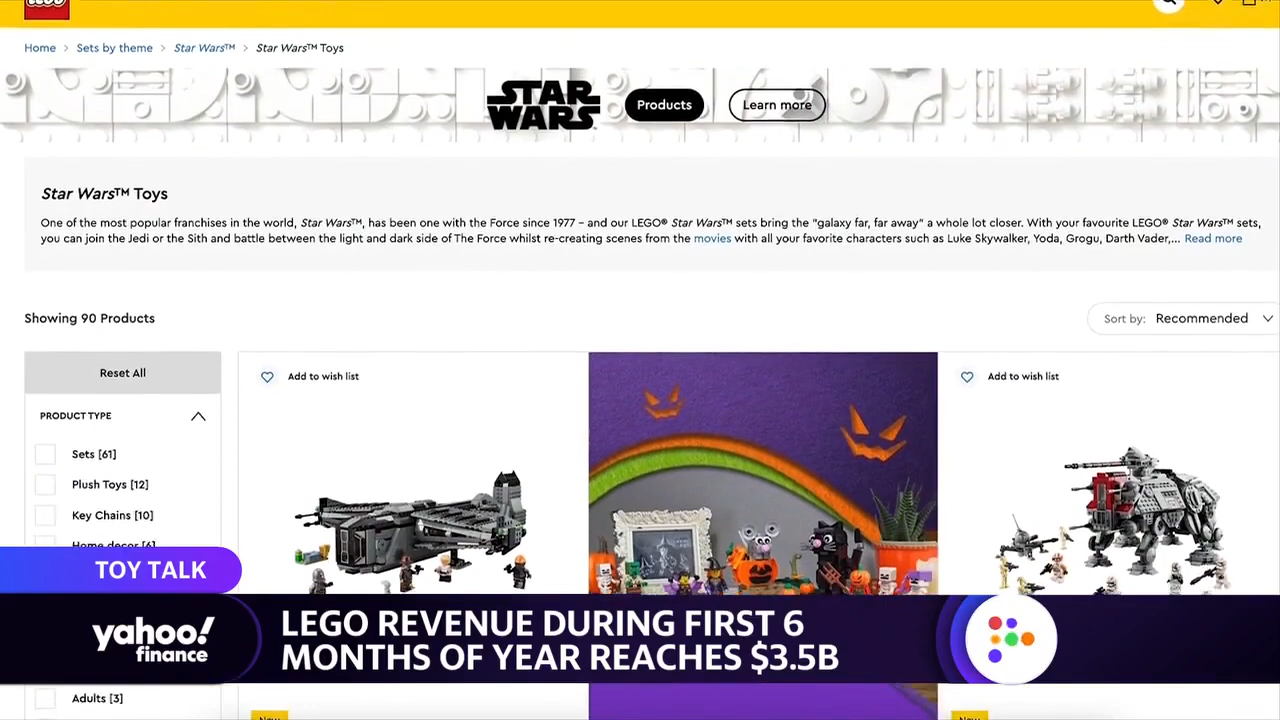 LEGO
Home > Sets by theme > Star Wars™ > Star Wars™ Toys
STAR
WARS
Products
Learn more
Star Wars™ Toys
One of the most popular franchises in the world, Star Wars™, has been one with the Force since 1977 – and our LEGO® Star Wars™ sets bring the "galaxy far, far away" a whole lot closer. With your favourite LEGO® Star Wars™ sets,
you can join the Jedi or the Sith and battle between the light and dark side of The Force whilst re-creating scenes from the movies with all your favorite characters such as Luke Skywalker, Yoda, Grogu, Darth Vader,... Read more
Showing 90 Products
Sort by: Recommended
Reset All
Add to wish list
Add to wish list
PRODUCT TYPE
Sets [61]
Plush Toys [12]
Key Chains [10]
Home decor [6]
TOY TALK
yahoo!
finance
LEGO REVENUE DURING FIRST 6
MONTHS OF YEAR REACHES $3.5B
Adults [3]
New
New